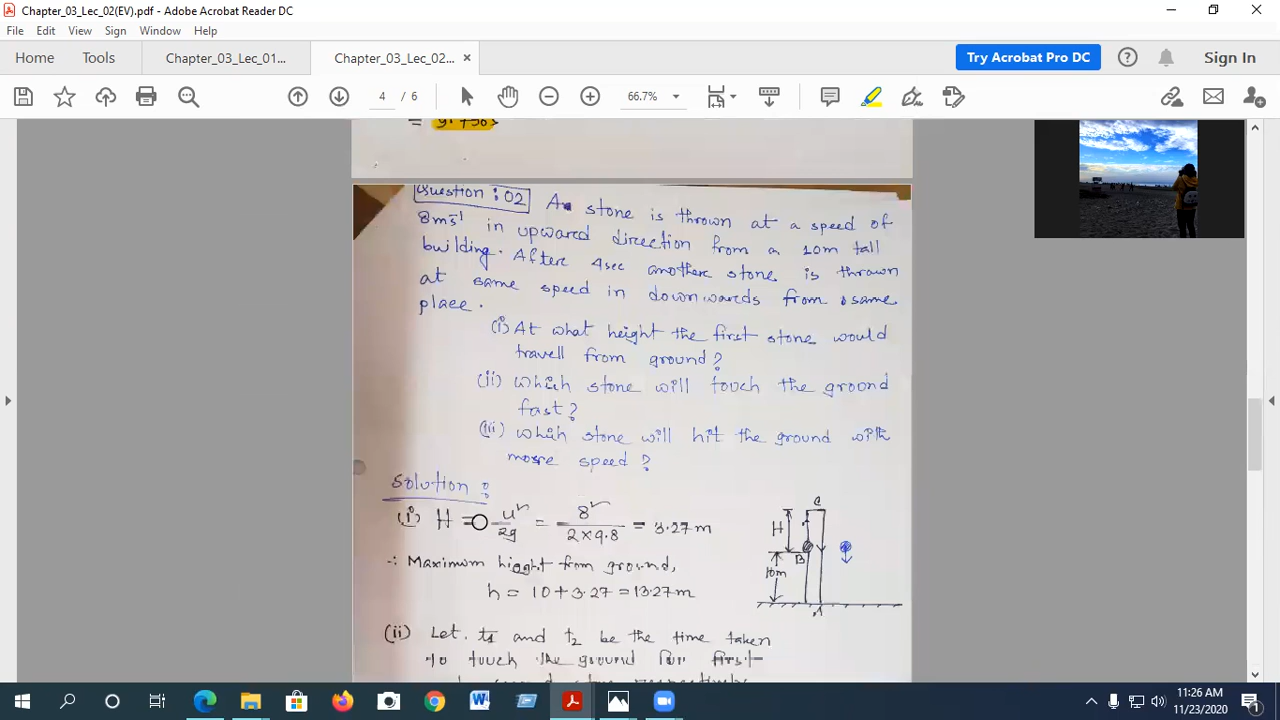 Chapter_03_Lec_02(EV).pdf - Adobe Acrobat Reader DC
File Edit View Sign Window Help
Home Tools Chapter_03_Lec_01... Chapter_03_Lec_02... × Try Acrobat Pro DC Sign In
4 / 6 66.7%
Question : 02 A stone is thrown at a speed of
8ms⁻¹ in upward direction from a 10m tall
building. After 4sec another stone is thrown
at same speed in downwards from same
place.
(i) At what height the first stone would
travell from ground?
(ii) which stone will touch the ground
fast?
(iii) which stone will hit the ground with
more speed?
Solution :
(i) H = u²/2g = 8²/2×9.8 = 3.27m
∴ Maximum hight from ground,
h = 10 + 3.27 = 13.27m
C
H
B
10m
A
(ii) Let. t1 and t2 be the time taken
to touch the ground for first
11:26 AM
11/23/2020
1